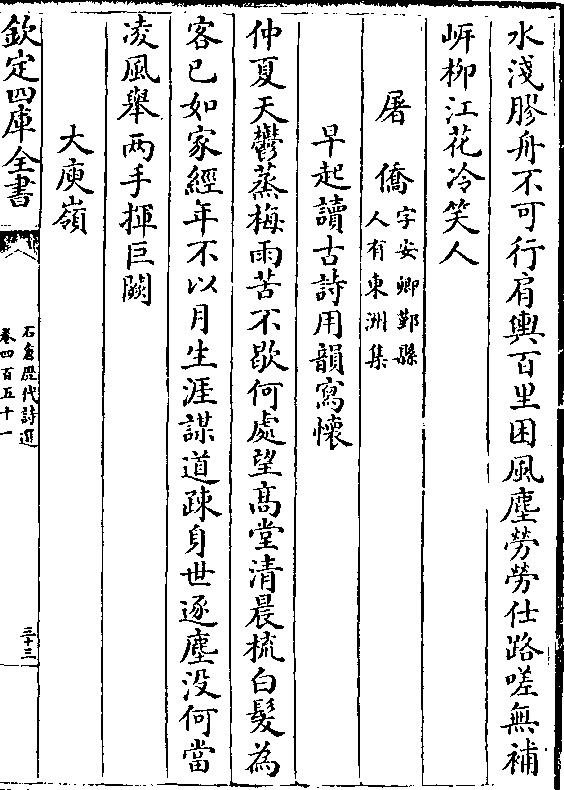 水淺膠舟不可行肩輿百里困風塵勞勞仕路嗟無補
岍柳江花冷笑人
屠僑字安卿鄞縣人有東洲集
早起讀古詩用韻寫懷
仲夏天鬱蒸梅雨苦不歇何處望高堂清晨梳白髮為
客已如家經年不以月生涯謀道疎身世逐塵没何當
凌風舉兩手揮巨闕
大庾嶺
欽定四庫全書
石倉歷代詩選
卷四百五十一
三十三